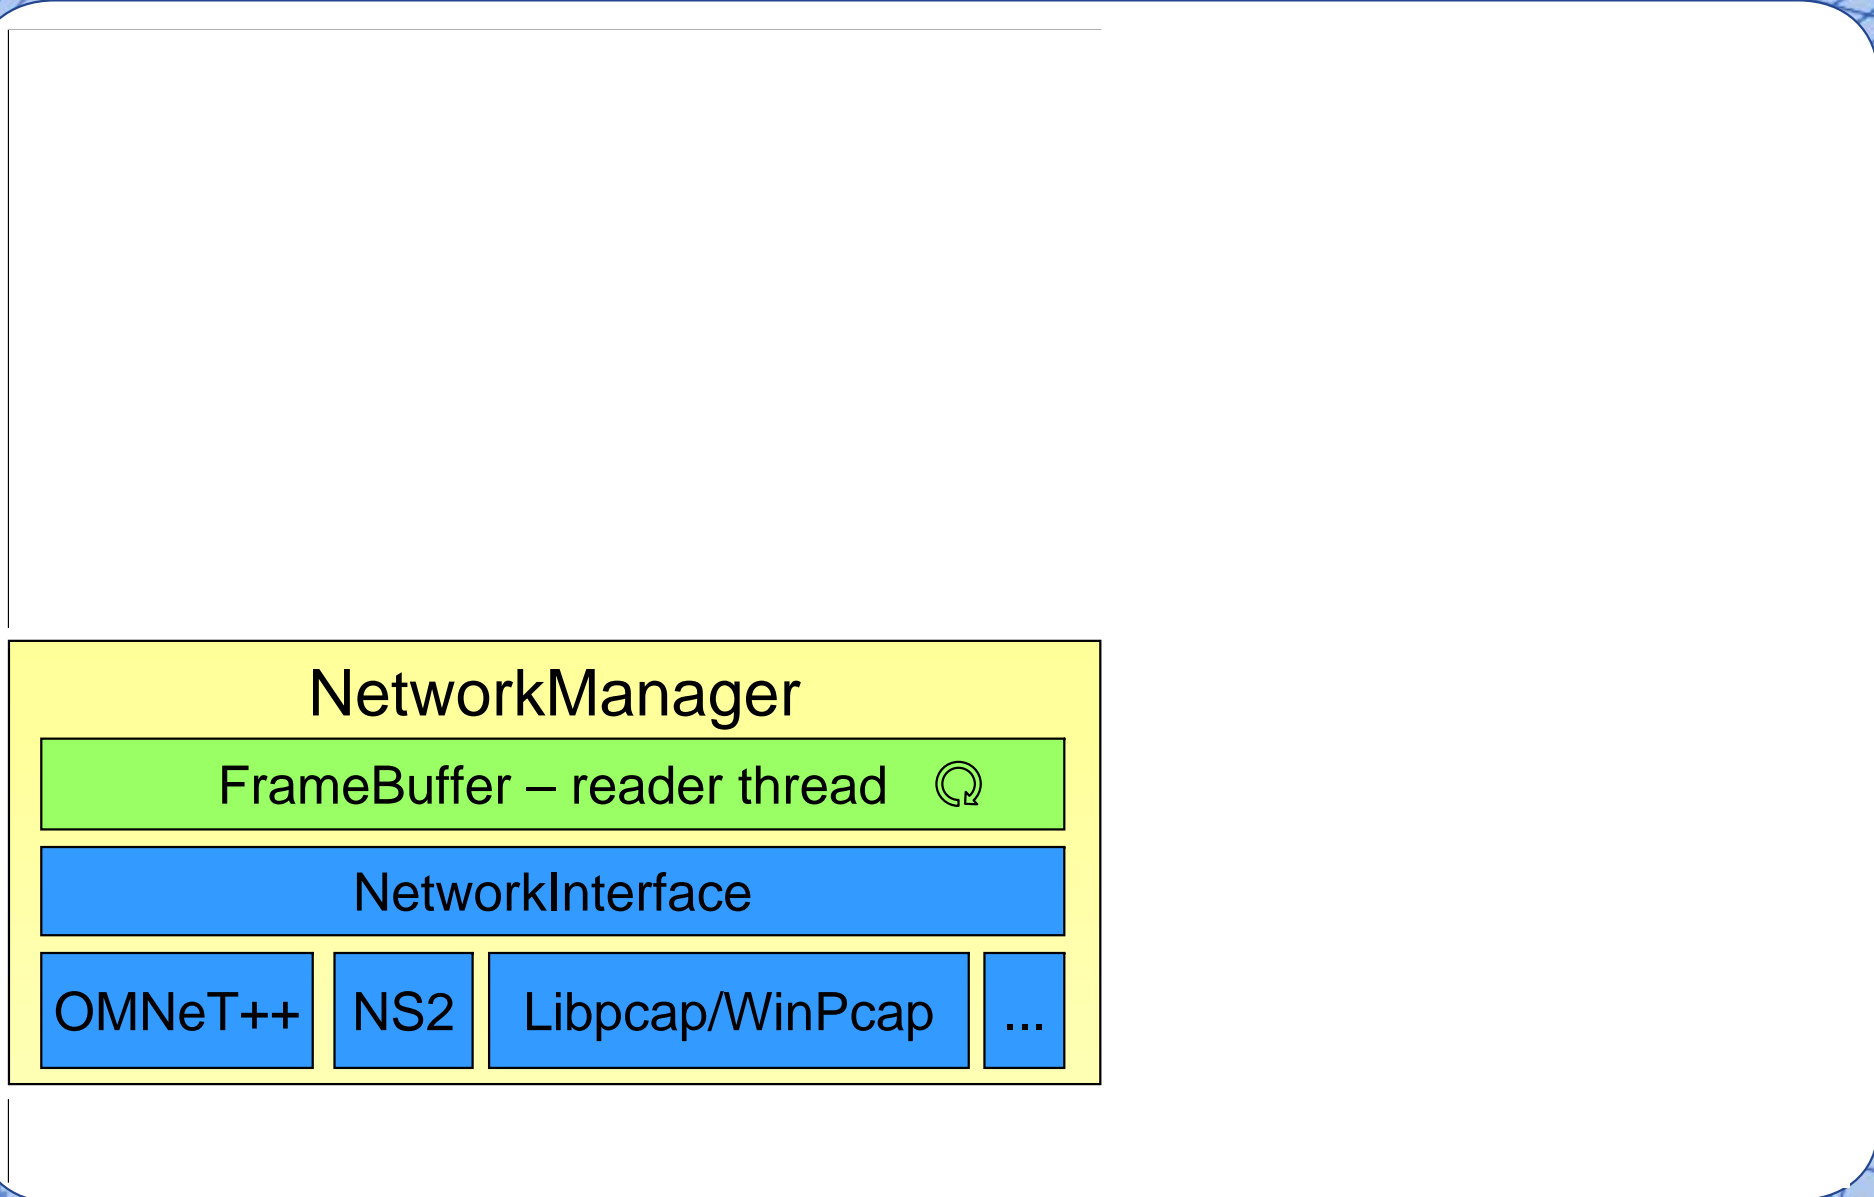 NetworkManager
FrameBuffer – reader thread
NetworkInterface
OMNeT++ NS2 Libpcap/WinPcap ...